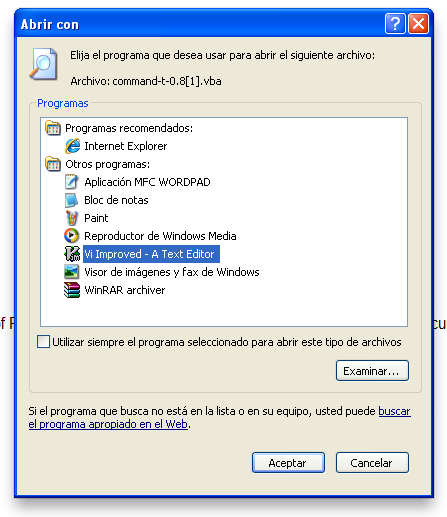 Abrir con
Elija el programa que desea usar para abrir el siguiente archivo:
Archivo: command-t-0.8[1].vba
Programas
Programas recomendados:
Internet Explorer
Otros programas:
Aplicación MFC WORDPAD
Bloc de notas
Paint
Reproductor de Windows Media
Vi Improved - A Text Editor
Visor de imágenes y fax de Windows
WinRAR archiver
Utilizar siempre el programa seleccionado para abrir este tipo de archivos
Examinar...
Si el programa que busca no está en la lista o en su equipo, usted puede buscar
el programa apropiado en el Web.
Aceptar
Cancelar